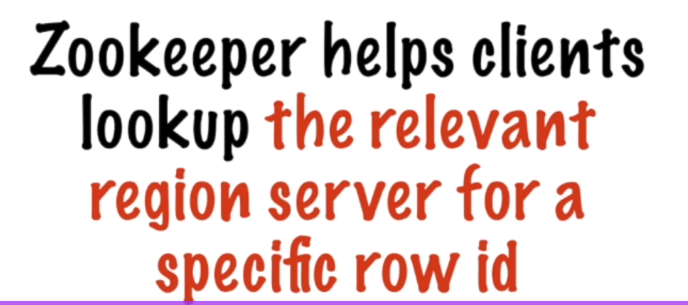 Zookeeper helps clients
lookup the relevant
region server for a
specific row id